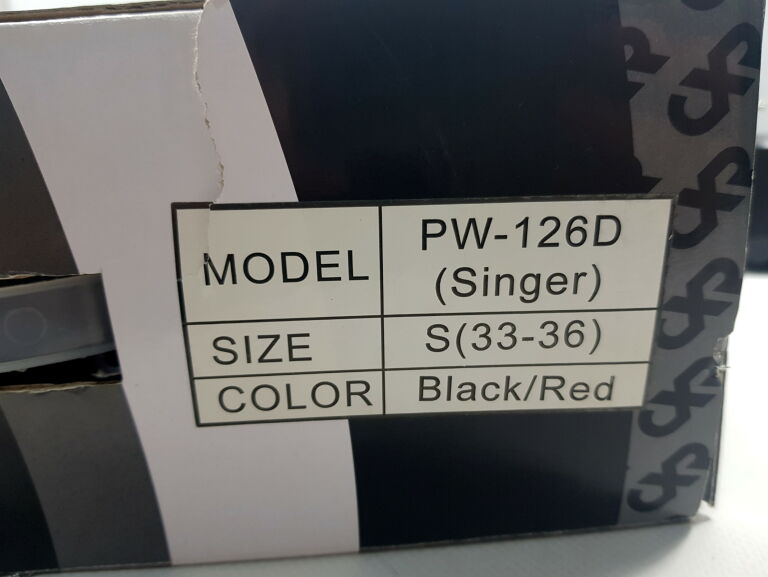 MODEL PW-126D
(Singer)
SIZE S(33-36)
COLOR Black/Red